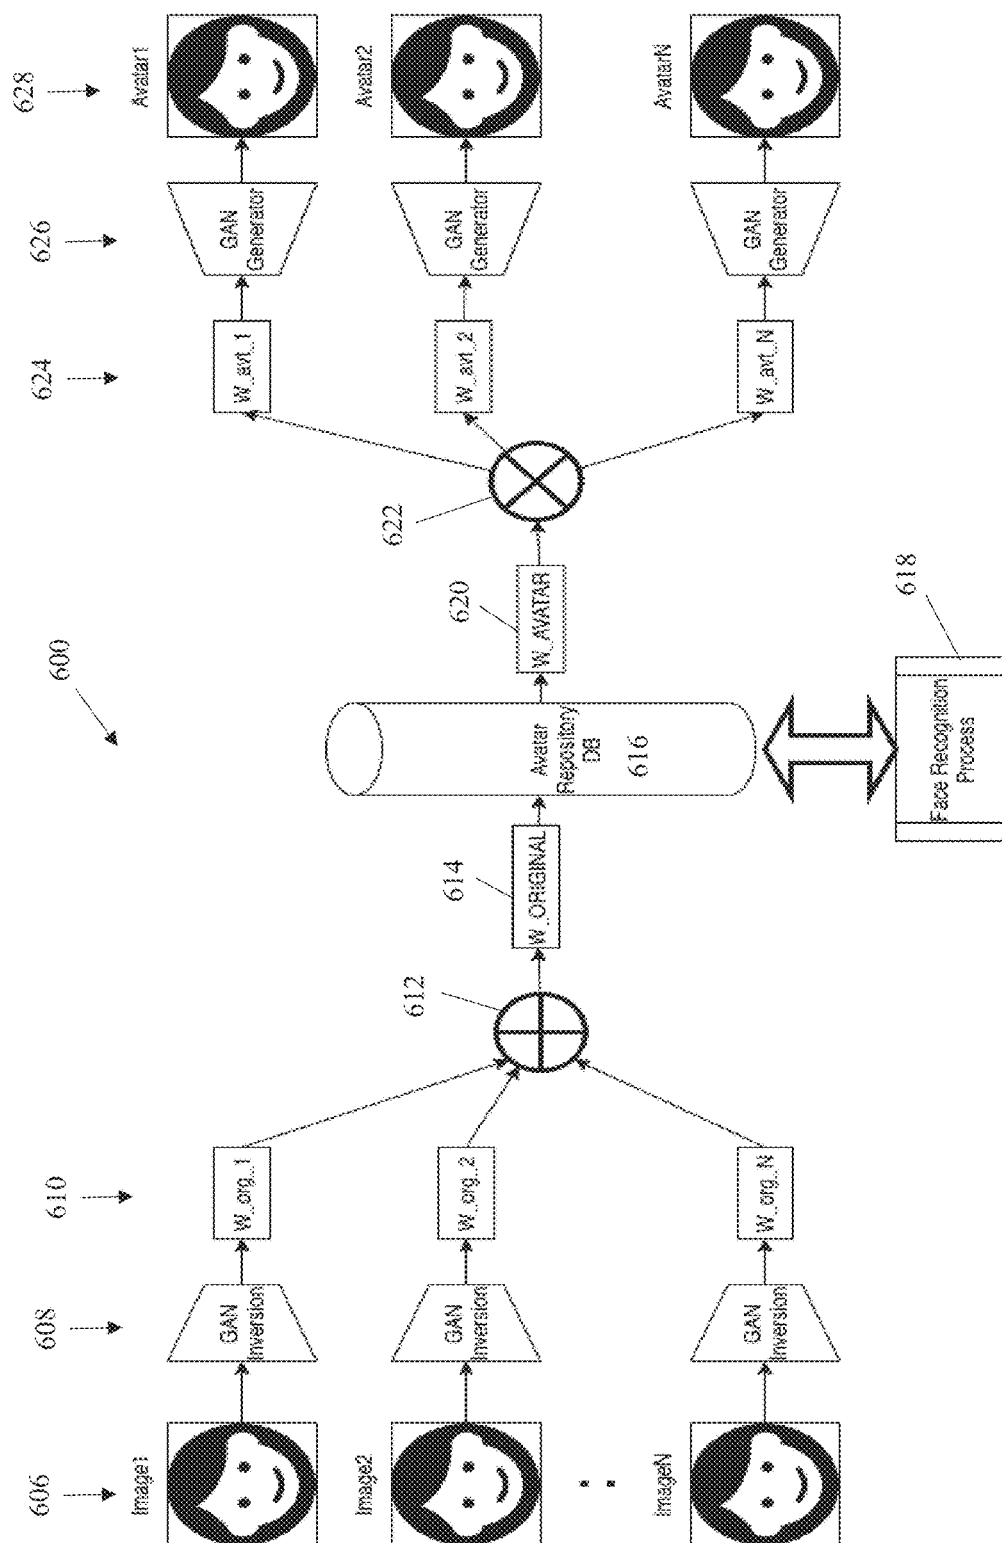 600
606
608
610
612
614
616
618
620
622
624
626
628
Image1
Image2
ImageN
GAN
Inversion
GAN
Inversion
GAN
Inversion
W_org_1
W_org_2
W_org_N
W_ORIGINAL
Avatar
Repository
DB
Face Recognition
Process
W_AVATAR
W_avt_1
W_avt_2
W_avt_N
GAN
Generator
GAN
Generator
GAN
Generator
Avatar1
Avatar2
AvatarN